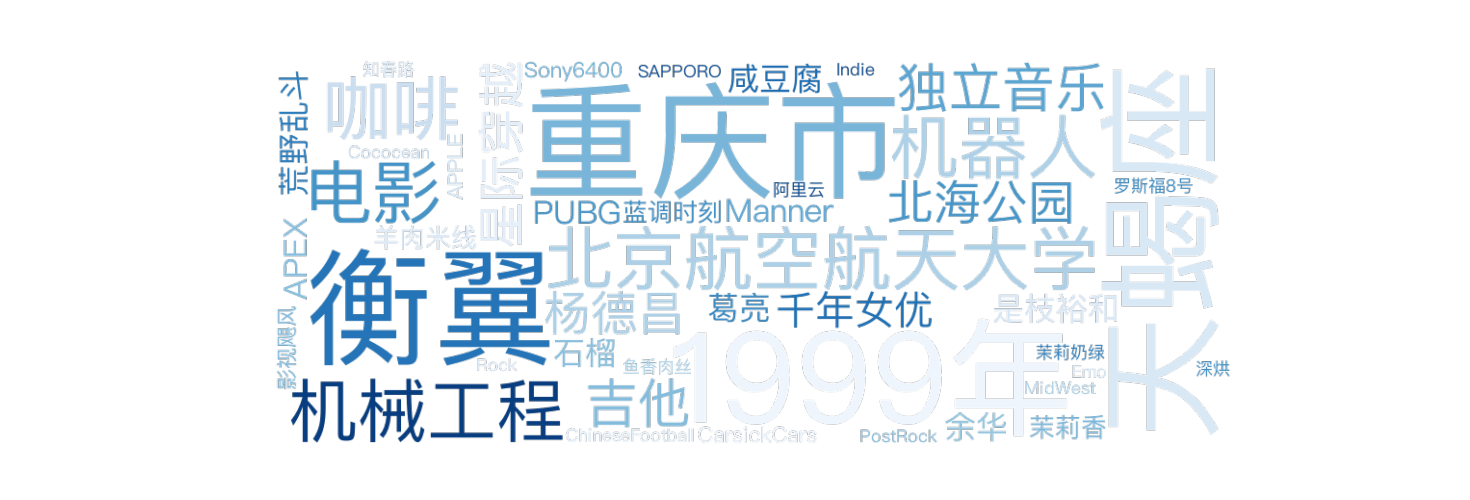 知春路
咖啡
荒野乱斗
Cococean
APPLE
星际穿越
Sony6400
SAPPORO
咸豆腐
Indie
独立音乐
重庆市
机器人
天蝎座
电影
阿里云
罗斯福8号
北海公园
PUBG
蓝调时刻
Manner
羊肉米线
APEX
北京航空航天大学
衡翼
杨德昌
葛亮
千年女优
是枝裕和
影视飓风
1999年
石榴
Rock
鱼香肉丝
茉莉奶绿
Emo
深烘
MidWest
机械工程
吉他
ChineseFootball
CarsickCars
PostRock
余华
茉莉香